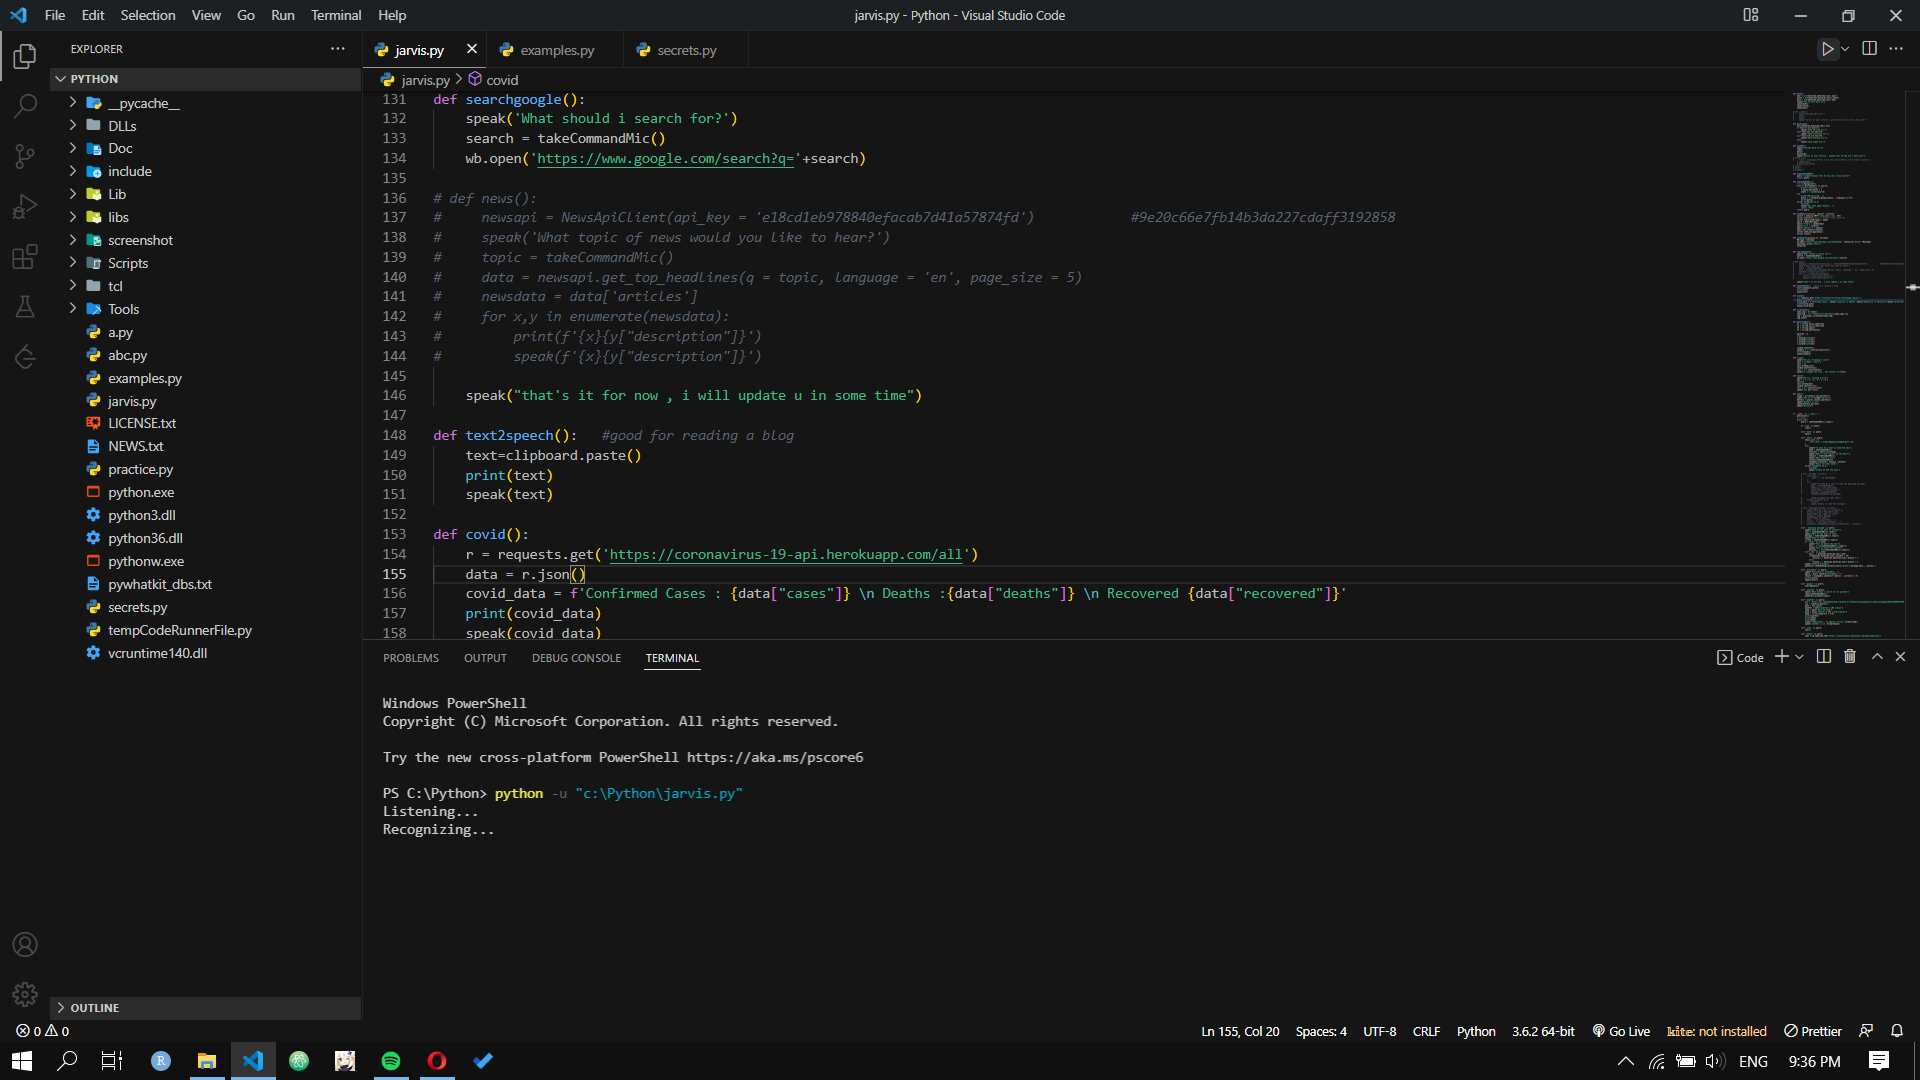 File Edit Selection View Go Run Terminal Help
jarvis.py - Python - Visual Studio Code
EXPLORER
jarvis.py
examples.py
secrets.py
PYTHON
jarvis.py > covid
__pycache__
DLLs
Doc
include
Lib
libs
screenshot
Scripts
tcl
Tools
a.py
abc.py
examples.py
jarvis.py
LICENSE.txt
NEWS.txt
practice.py
python.exe
python3.dll
python36.dll
pythonw.exe
pywhatkit_dbs.txt
secrets.py
tempCodeRunnerFile.py
vcruntime140.dll
OUTLINE
131 def searchgoogle():
132     speak('What should i search for?')
133     search = takeCommandMic()
134     wb.open('https://www.google.com/search?q='+search)
135
136 # def news():
137 #     newsapi = NewsApiClient(api_key = 'e18cd1eb978840efacab7d41a57874fd')            #9e20c66e7fb14b3da227cdaff3192858
138 #     speak('What topic of news would you like to hear?')
139 #     topic = takeCommandMic()
140 #     data = newsapi.get_top_headlines(q = topic, language = 'en', page_size = 5)
141 #     newsdata = data['articles']
142 #     for x,y in enumerate(newsdata):
143 #         print(f'{x}{y["description"]}')
144 #         speak(f'{x}{y["description"]}')
145
146     speak("that's it for now , i will update u in some time")
147
148 def text2speech():   #good for reading a blog
149     text=clipboard.paste()
150     print(text)
151     speak(text)
152
153 def covid():
154     r = requests.get('https://coronavirus-19-api.herokuapp.com/all')
155     data = r.json()
156     covid_data = f'Confirmed Cases : {data["cases"]} \n Deaths :{data["deaths"]} \n Recovered {data["recovered"]}'
157     print(covid_data)
158     speak(covid_data)
PROBLEMS OUTPUT DEBUG CONSOLE TERMINAL
Code
Windows PowerShell
Copyright (C) Microsoft Corporation. All rights reserved.
Try the new cross-platform PowerShell https://aka.ms/pscore6
PS C:\Python> python -u "c:\Python\jarvis.py"
Listening...
Recognizing...
0 0
Ln 155, Col 20 Spaces: 4 UTF-8 CRLF Python 3.6.2 64-bit Go Live kite: not installed Prettier
R
ENG 9:36 PM